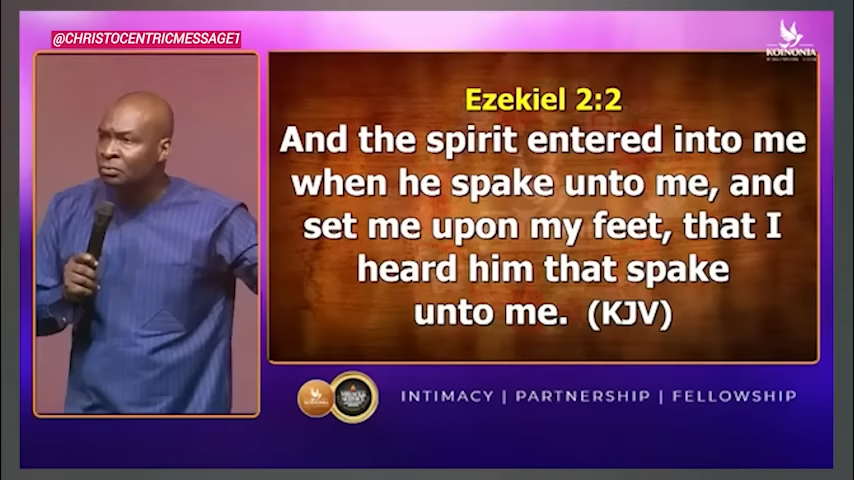 @CHRISTOCENTRICMESSAGE1
KOINONIA
Ezekiel 2:2
And the spirit entered into me
when he spake unto me, and
set me upon my feet, that I
heard him that spake
unto me. (KJV)
INTIMACY | PARTNERSHIP | FELLOWSHIP